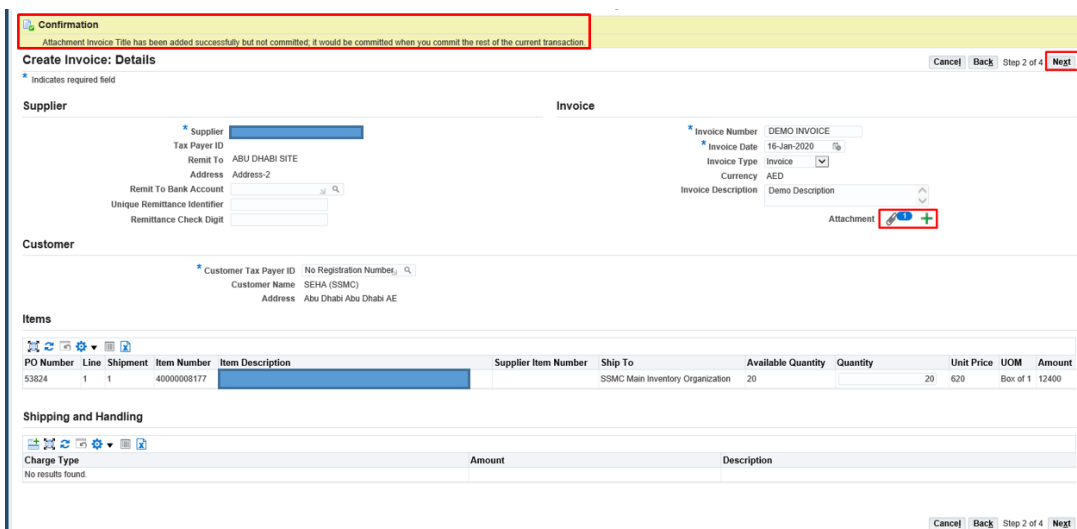 Confirmation
Attachment Invoice Title has been added successfully but not committed; it would be committed when you commit the rest of the current transaction.
Create Invoice: Details
Cancel Back Step 2 of 4 Next
* Indicates required field
Supplier
* Supplier
Tax Payer ID
Remit To ABU DHABI SITE
Address Address-2
Remit To Bank Account
Unique Remittance Identifier
Remittance Check Digit
Invoice
* Invoice Number DEMO INVOICE
* Invoice Date 16-Jan-2020
Invoice Type Invoice
Currency AED
Invoice Description Demo Description
Attachment 1
Customer
* Customer Tax Payer ID No Registration Number
Customer Name SEHA (SSMC)
Address Abu Dhabi Abu Dhabi AE
Items
PO Number Line Shipment Item Number Item Description Supplier Item Number Ship To Available Quantity Quantity Unit Price UOM Amount
53824 1 1 40000008177 SSMC Main Inventory Organization 20 20 620 Box of 1 12400
Shipping and Handling
Charge Type Amount Description
No results found.
Cancel Back Step 2 of 4 Next